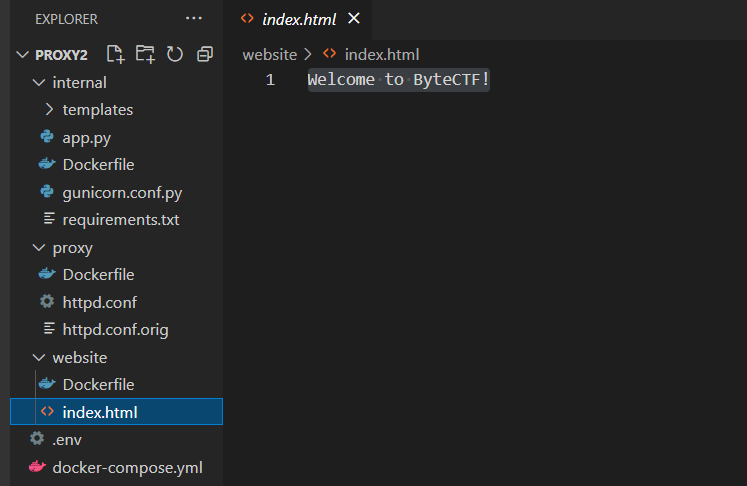 EXPLORER ...
index.html
PROXY2
website > index.html
internal
1 Welcome to ByteCTF!
templates
app.py
Dockerfile
gunicorn.conf.py
requirements.txt
proxy
Dockerfile
httpd.conf
httpd.conf.orig
website
Dockerfile
index.html
.env
docker-compose.yml